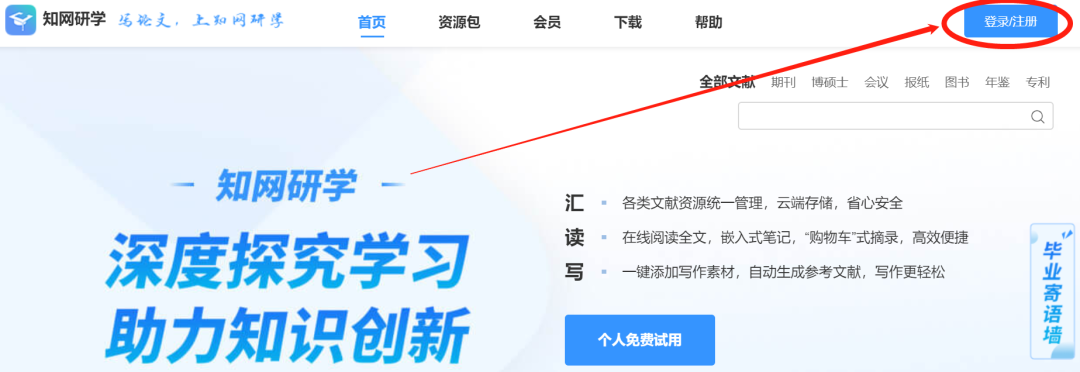 知网研学 写论文，上知网研学 首页 资源包 会员 下载 帮助 登录/注册
全部文献 期刊 博硕士 会议 报纸 图书 年鉴 专利
知网研学
深度探究学习
助力知识创新
汇 各类文献资源统一管理，云端存储，省心安全
读 在线阅读全文，嵌入式笔记，“购物车”式摘录，高效便捷
写 一键添加写作素材，自动生成参考文献，写作更轻松
个人免费试用
毕业寄语墙